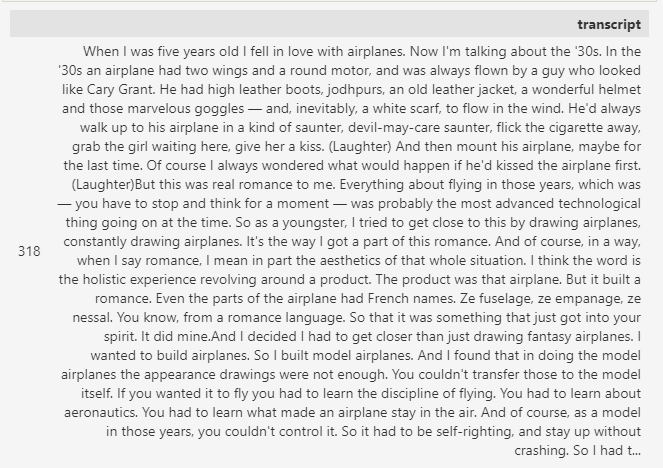 transcript
When I was five years old I fell in love with airplanes. Now I'm talking about the '30s. In the
'30s an airplane had two wings and a round motor, and was always flown by a guy who looked
like Cary Grant. He had high leather boots, jodhpurs, an old leather jacket, a wonderful helmet
and those marvelous goggles — and, inevitably, a white scarf, to flow in the wind. He'd always
walk up to his airplane in a kind of saunter, devil-may-care saunter, flick the cigarette away,
grab the girl waiting here, give her a kiss. (Laughter) And then mount his airplane, maybe for
the last time. Of course I always wondered what would happen if he'd kissed the airplane first.
(Laughter)But this was real romance to me. Everything about flying in those years, which was
— you have to stop and think for a moment — was probably the most advanced technological
thing going on at the time. So as a youngster, I tried to get close to this by drawing airplanes,
constantly drawing airplanes. It's the way I got a part of this romance. And of course, in a way,
318
when I say romance, I mean in part the aesthetics of that whole situation. I think the word is
the holistic experience revolving around a product. The product was that airplane. But it built a
romance. Even the parts of the airplane had French names. Ze fuselage, ze empanage, ze
nessal. You know, from a romance language. So that it was something that just got into your
spirit. It did mine.And I decided I had to get closer than just drawing fantasy airplanes. I
wanted to build airplanes. So I built model airplanes. And I found that in doing the model
airplanes the appearance drawings were not enough. You couldn't transfer those to the model
itself. If you wanted it to fly you had to learn the discipline of flying. You had to learn about
aeronautics. You had to learn what made an airplane stay in the air. And of course, as a model
in those years, you couldn't control it. So it had to be self-righting, and stay up without
crashing. So I had t...